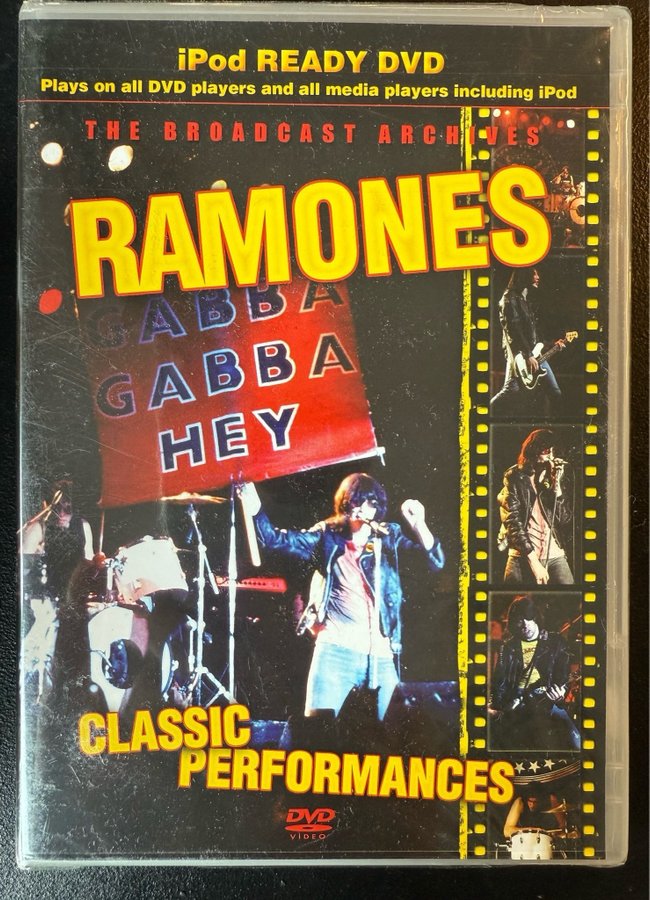 iPod READY DVD
Plays on all DVD players and all media players including iPod
THE BROADCAST ARCHIVES
RAMONES
GABBA
GABBA
HEY
CLASSIC
PERFORMANCES
DVD
VIDEO